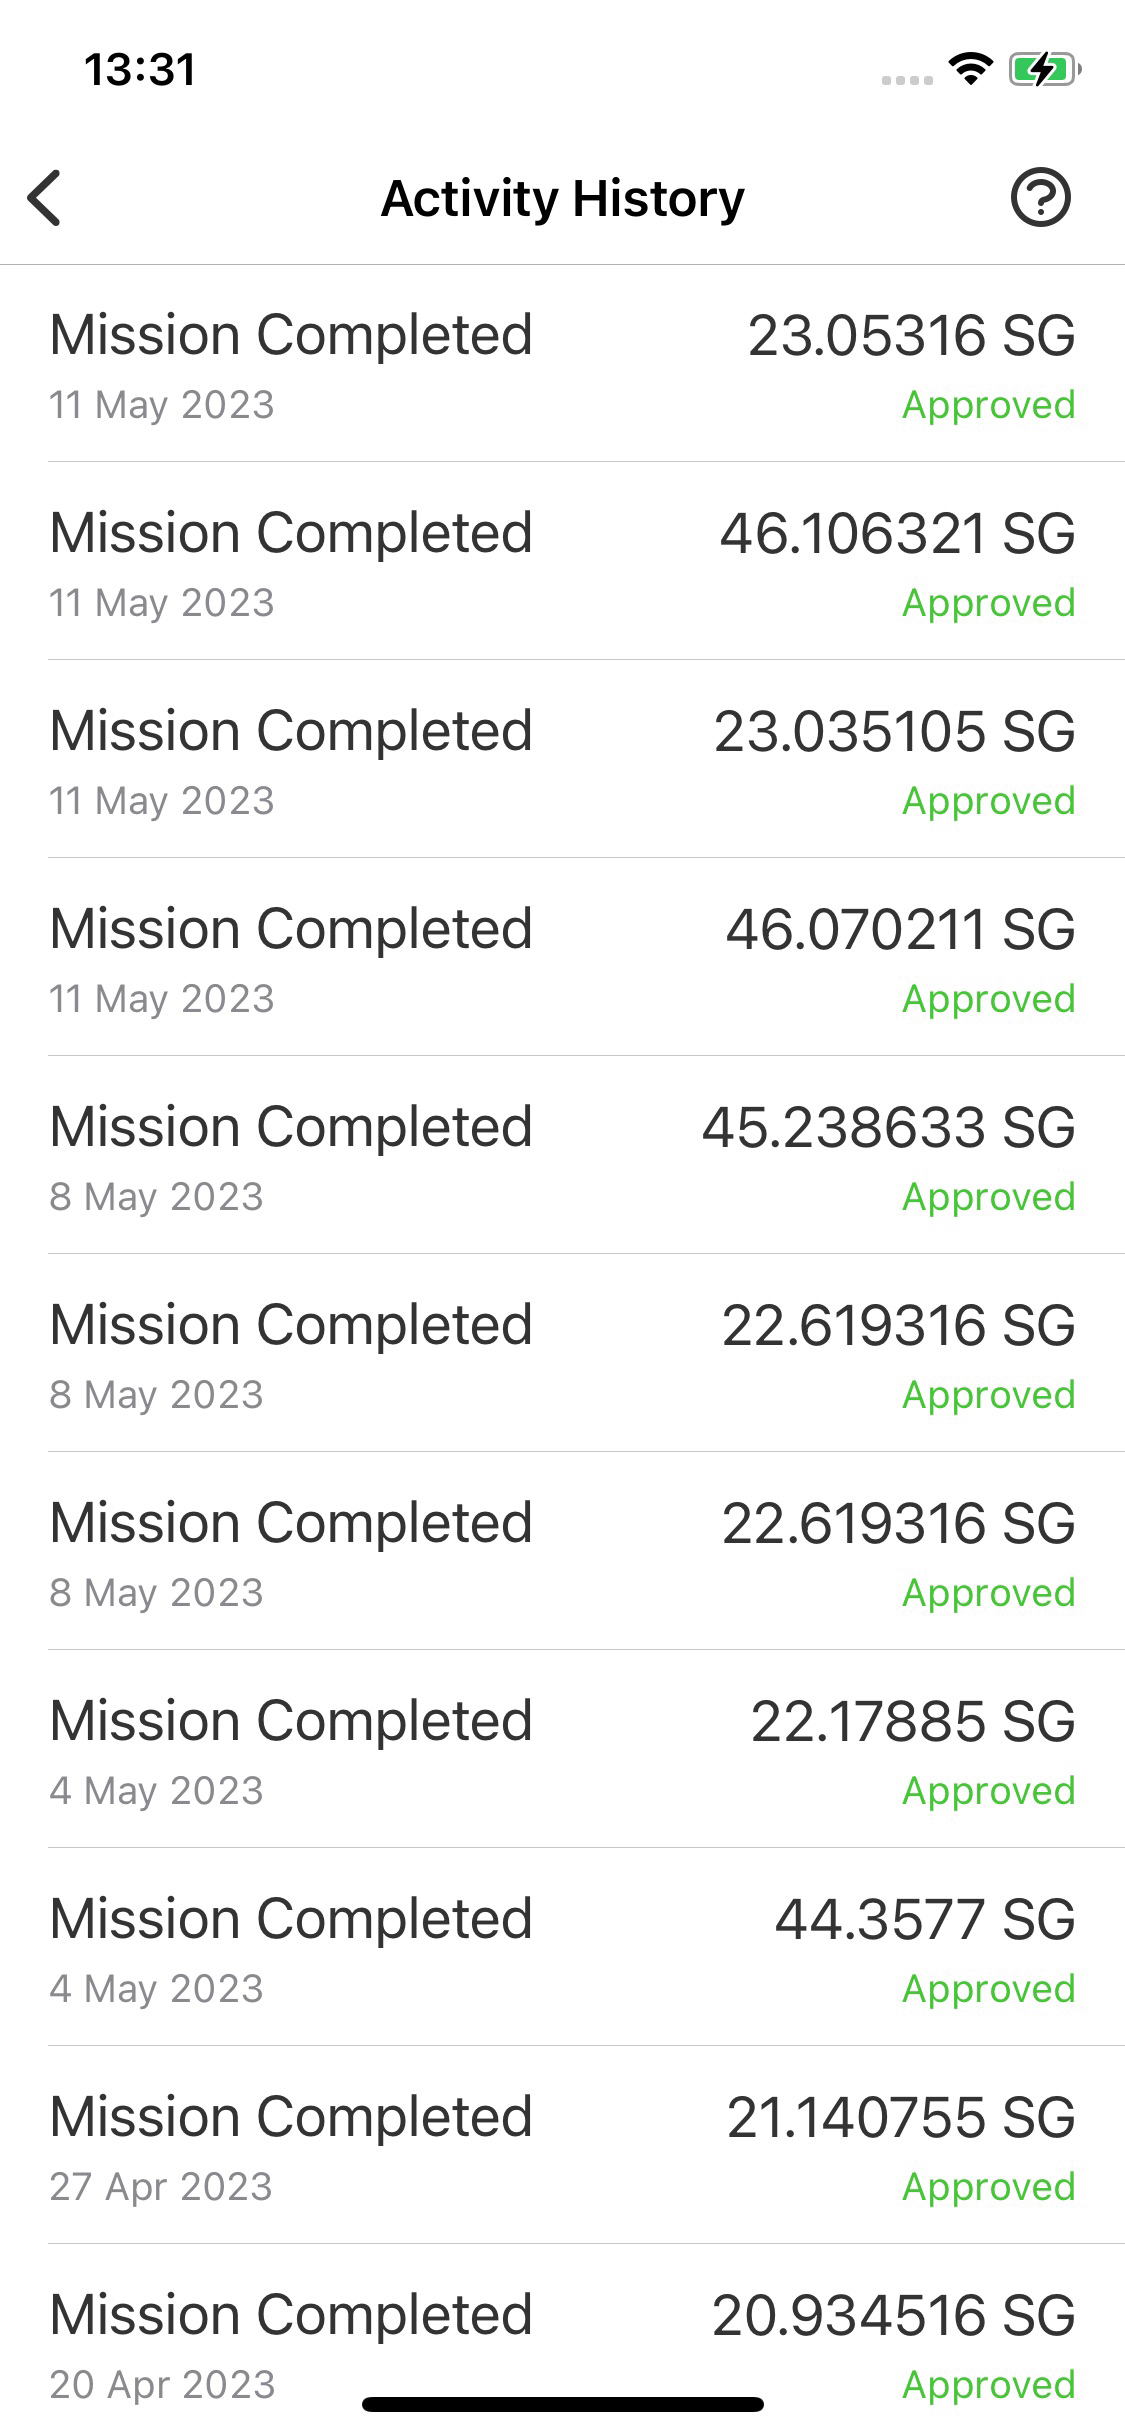 13:31
Activity History
Mission Completed 23.05316 SG
11 May 2023 Approved
Mission Completed 46.106321 SG
11 May 2023 Approved
Mission Completed 23.035105 SG
11 May 2023 Approved
Mission Completed 46.070211 SG
11 May 2023 Approved
Mission Completed 45.238633 SG
8 May 2023 Approved
Mission Completed 22.619316 SG
8 May 2023 Approved
Mission Completed 22.619316 SG
8 May 2023 Approved
Mission Completed 22.17885 SG
4 May 2023 Approved
Mission Completed 44.3577 SG
4 May 2023 Approved
Mission Completed 21.140755 SG
27 Apr 2023 Approved
Mission Completed 20.934516 SG
20 Apr 2023 Approved